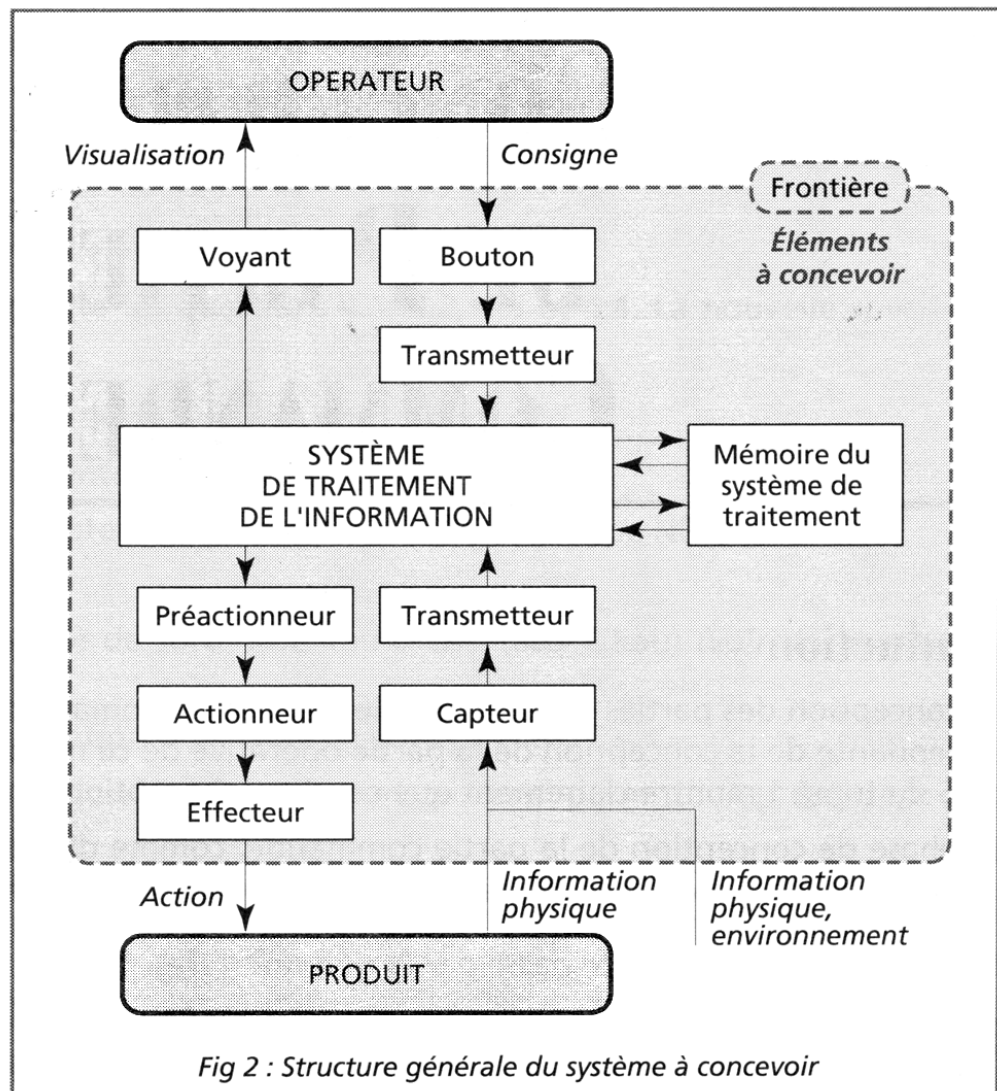 OPERATEUR
Visualisation
Consigne
Frontière
Éléments
à concevoir
Voyant
Bouton
Transmetteur
SYSTÈME
DE TRAITEMENT
DE L'INFORMATION
Mémoire du
système de
traitement
Préactionneur
Transmetteur
Actionneur
Capteur
Effecteur
Action
Information
physique
Information
physique,
environnement
PRODUIT
Fig 2 : Structure générale du système à concevoir